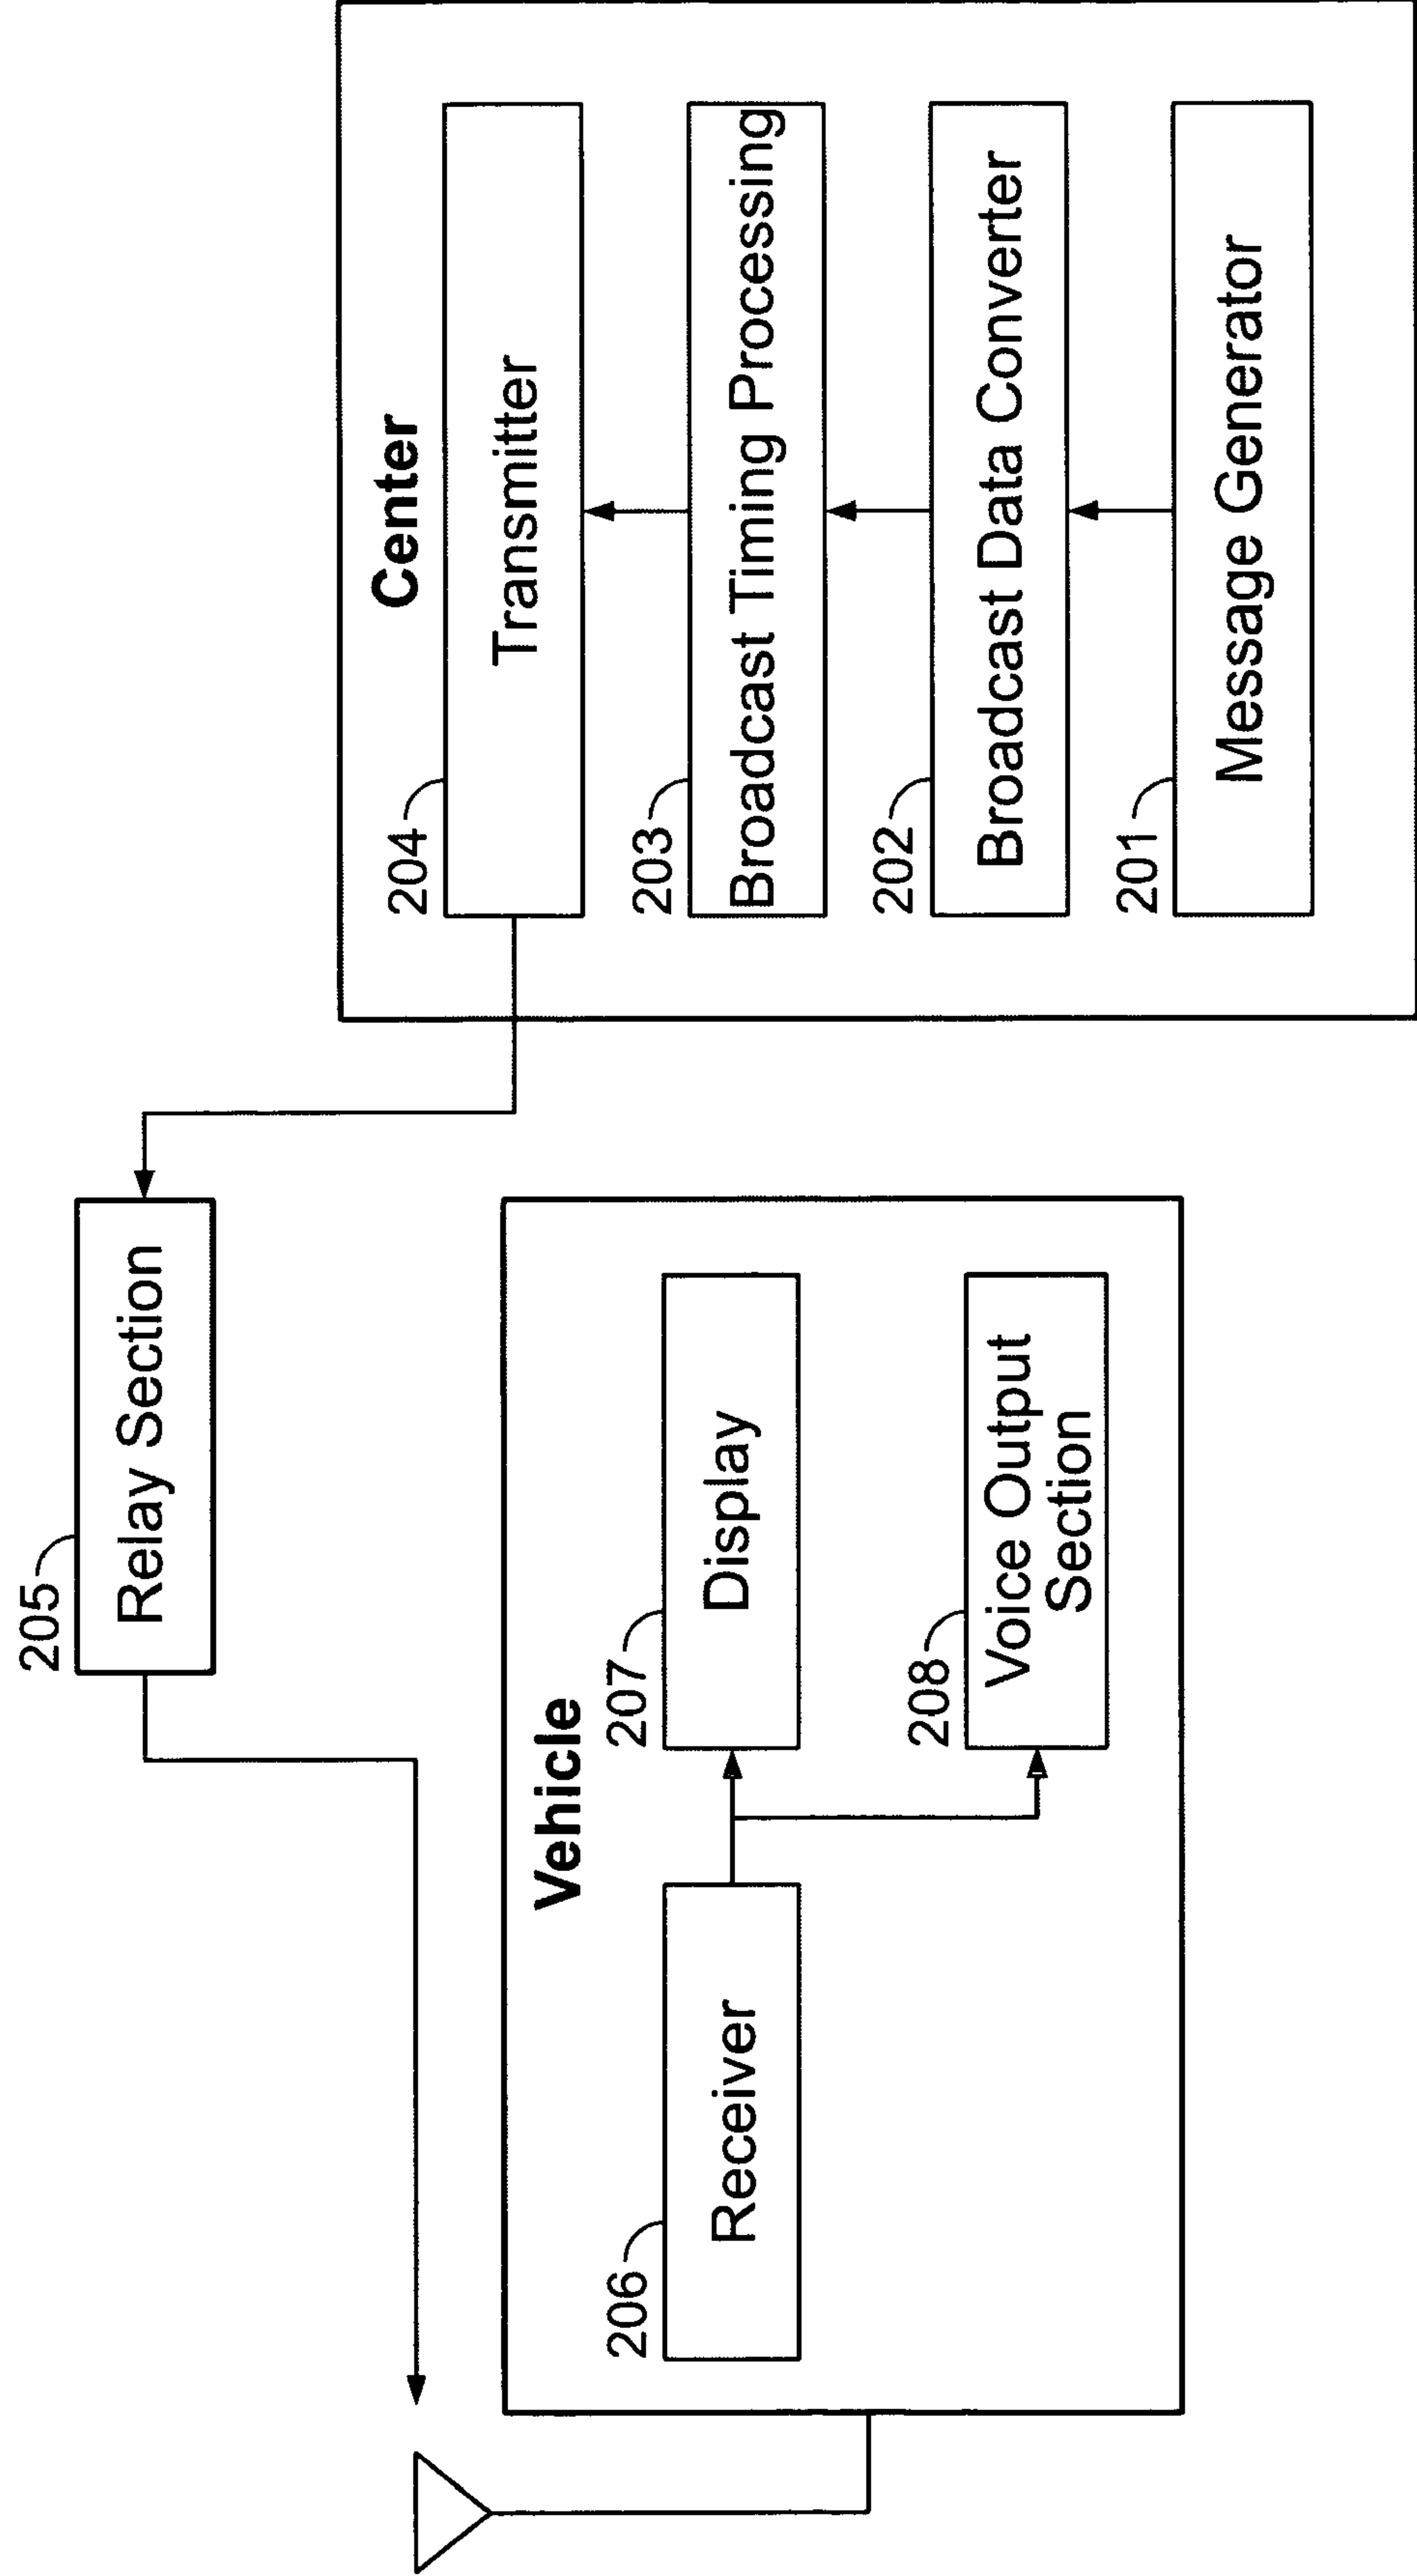 205
Relay Section
Vehicle
206
Receiver
207
Display
208
Voice Output
Section
Center
204
Transmitter
203
Broadcast Timing Processing
202
Broadcast Data Converter
201
Message Generator